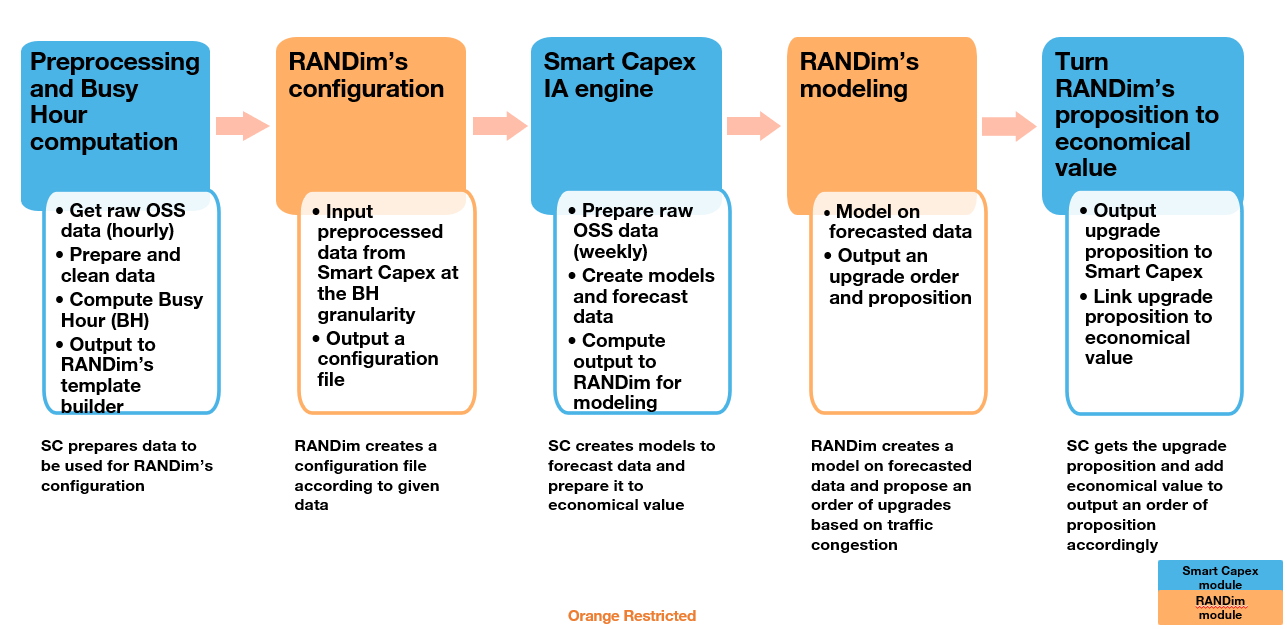 Preprocessing
and Busy
Hour
computation
• Get raw OSS
data (hourly)
• Prepare and
clean data
• Compute Busy
Hour (BH)
• Output to
RANDim’s
template
builder
SC prepares data to
be used for RANDim’s
configuration
RANDim’s
configuration
• Input
preprocessed
data from
Smart Capex at
the BH
granularity
• Output a
configuration
file
RANDim creates a
configuration file
according to given
data
Smart Capex
IA engine
• Prepare raw
OSS data
(weekly)
• Create models
and forecast
data
• Compute
output to
RANDim for
modeling
SC creates models to
forecast data and
prepare it to
economical value
RANDim’s
modeling
• Model on
forecasted data
• Output an
upgrade order
and proposition
RANDim creates a
model on forecasted
data and propose an
order of upgrades
based on traffic
congestion
Turn
RANDim’s
proposition to
economical
value
• Output
upgrade
proposition to
Smart Capex
• Link upgrade
proposition to
economical
value
SC gets the upgrade
proposition and add
economical value to
output an order of
proposition
accordingly
Smart Capex
module
RANDim
module
Orange Restricted